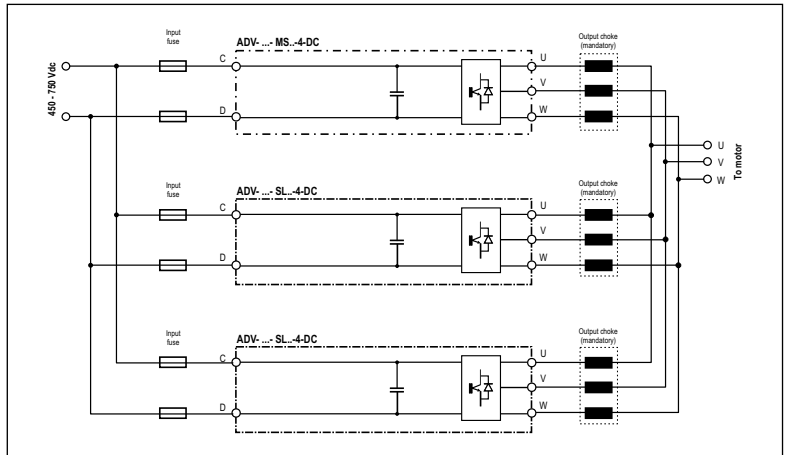 Input
fuse
ADV- ...- MS..-4-DC
Output choke
(mandatory)
C
U
V
D
W
450 - 750 Vdc
U
V
W
To motor
Input
fuse
ADV- ...- SL..-4-DC
Output choke
(mandatory)
C
U
V
D
W
Input
fuse
ADV- ...- SL..-4-DC
Output choke
(mandatory)
C
U
V
D
W